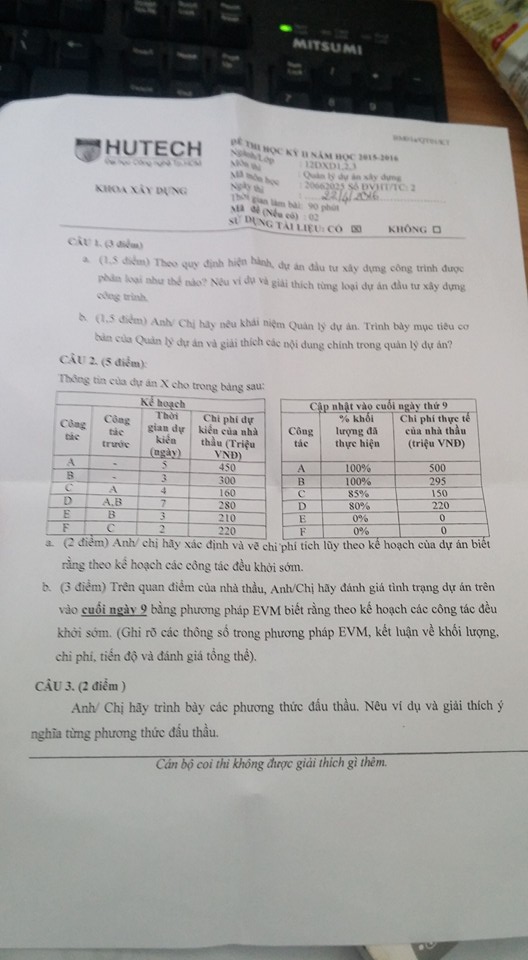 MITSUMI
HUTECH
Đại học Công nghệ Tp.HCM
KHOA XÂY DỰNG
ĐỀ THI HỌC KỲ II NĂM HỌC 2015-2016
Ngành/Lớp : 12DXD1,2,3
Môn thi : Quản lý dự án xây dựng
Mã môn học : 20662025 Số ĐVHT/TC: 2
Ngày thi : 22/4/2016
Thời gian làm bài: 90 phút
Mã đề (Nếu có) : 02
SỬ DỤNG TÀI LIỆU: CÓ ☒ KHÔNG ☐
CÂU 1. (3 điểm)
a. (1,5 điểm) Theo quy định hiện hành, dự án đầu tư xây dựng công trình được
phân loại như thế nào? Nêu ví dụ và giải thích từng loại dự án đầu tư xây dựng
công trình.
b. (1,5 điểm) Anh/ Chị hãy nêu khái niệm Quản lý dự án. Trình bày mục tiêu cơ
bản của Quản lý dự án và giải thích các nội dung chính trong quản lý dự án?
CÂU 2. (5 điểm):
Thông tin của dự án X cho trong bảng sau:
Kế hoạch
Công tác Công tác trước Thời gian dự kiến (ngày) Chi phí dự kiến của nhà thầu (Triệu VNĐ)
A - 5 450
B - 3 300
C A 4 160
D A,B 7 280
E B 3 210
F C 2 220
Cập nhật vào cuối ngày thứ 9
Công tác % khối lượng đã thực hiện Chi phí thực tế của nhà thầu (triệu VNĐ)
A 100% 500
B 100% 295
C 85% 150
D 80% 220
E 0% 0
F 0% 0
a. (2 điểm) Anh/ chị hãy xác định và vẽ chi phí tích lũy theo kế hoạch của dự án biết
rằng theo kế hoạch các công tác đều khởi sớm.
b. (3 điểm) Trên quan điểm của nhà thầu, Anh/Chị hãy đánh giá tình trạng dự án trên
vào cuối ngày 9 bằng phương pháp EVM biết rằng theo kế hoạch các công tác đều
khởi sớm. (Ghi rõ các thông số trong phương pháp EVM, kết luận về khối lượng,
chi phí, tiến độ và đánh giá tổng thể).
CÂU 3. (2 điểm )
Anh/ Chị hãy trình bày các phương thức đấu thầu. Nêu ví dụ và giải thích ý
nghĩa từng phương thức đấu thầu.
Cán bộ coi thi không được giải thích gì thêm.